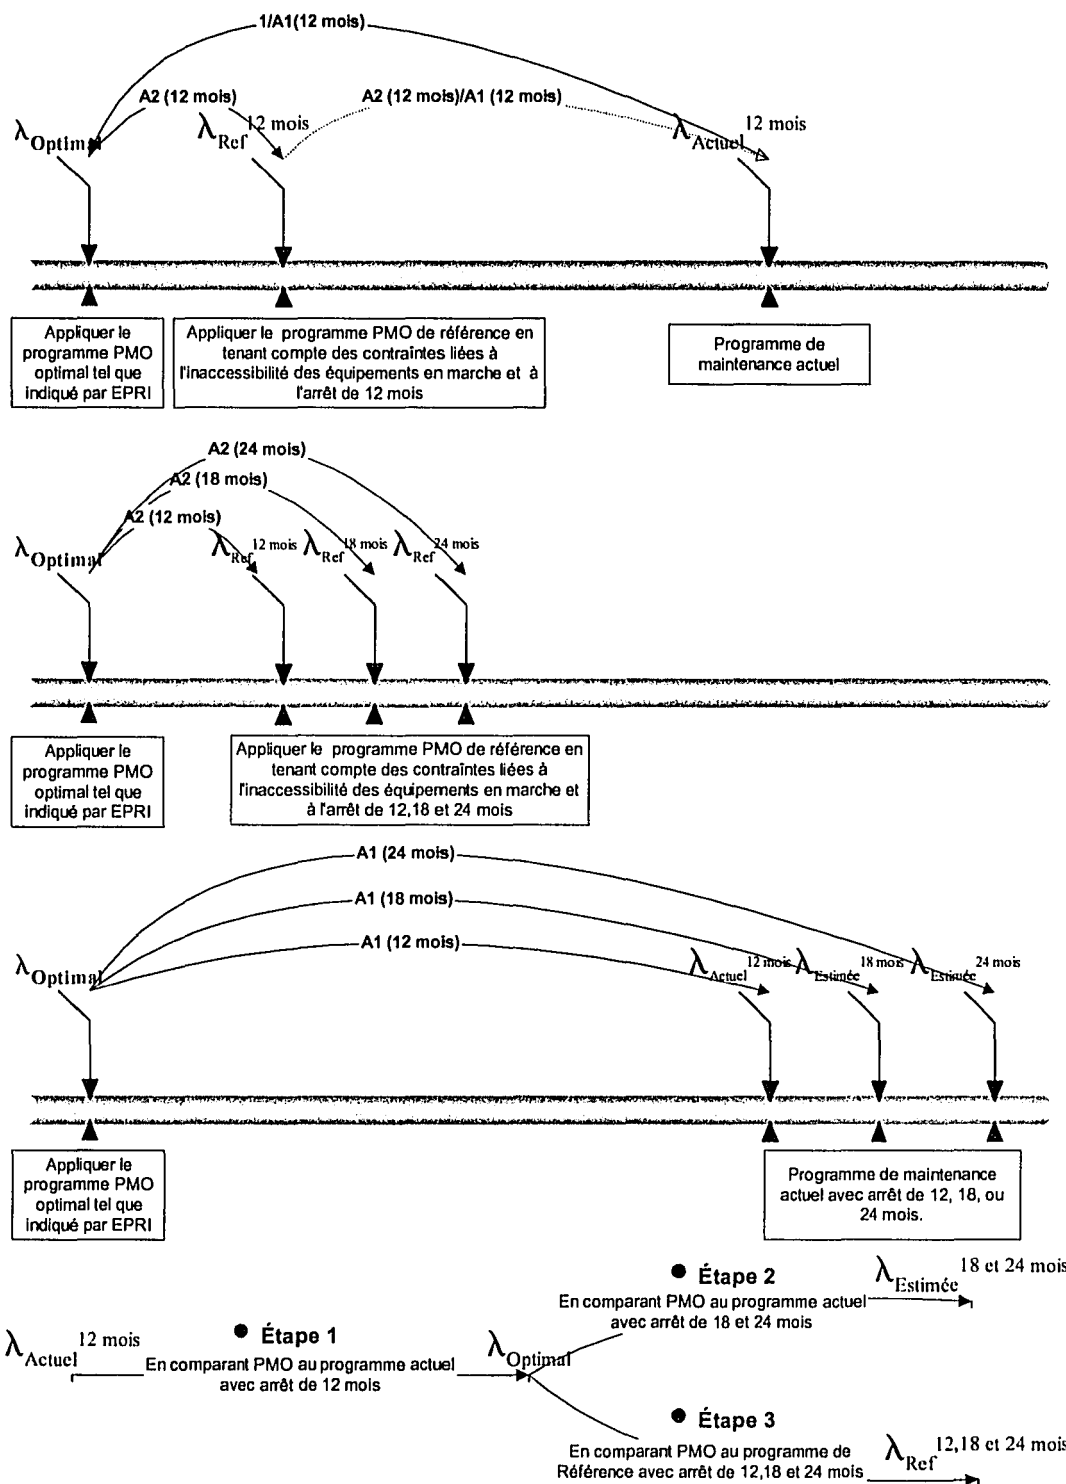 1/A1(12 mois)
A2 (12 mois)
A2 (12 mois)/A1 (12 mois)
λOptimal
λRef 12 mois
λActuel 12 mois
Appliquer le
programme PMO
optimal tel que
indiqué par EPRI
Appliquer le programme PMO de référence en
tenant compte des contraîntes liées à
l'inaccessibilité des équipements en marche et à
l'arrêt de 12 mois
Programme de
maintenance actuel
A2 (24 mois)
A2 (18 mois)
A2 (12 mois)
λOptimal
λRef 12 mois
λRef 18 mois
λRef 24 mois
Appliquer le
programme PMO
optimal tel que
indiqué par EPRI
Appliquer le programme PMO de référence en
tenant compte des contraîntes liées à
l'inaccessibilité des équipements en marche et
à l'arrêt de 12,18 et 24 mois
A1 (24 mois)
A1 (18 mois)
A1 (12 mois)
λOptimal
λActuel 12 mois
λEstimée 18 mois
λEstimée 24 mois
Appliquer le
programme PMO
optimal tel que
indiqué par EPRI
Programme de maintenance
actuel avec arrêt de 12, 18, ou
24 mois.
λActuel 12 mois
● Étape 1
En comparant PMO au programme actuel
avec arrêt de 12 mois
λOptimal
● Étape 2
En comparant PMO au programme actuel
avec arrêt de 18 et 24 mois
λEstimée 18 et 24 mois
● Étape 3
En comparant PMO au programme de
Référence avec arrêt de 12,18 et 24 mois
λRef 12,18 et 24 mois